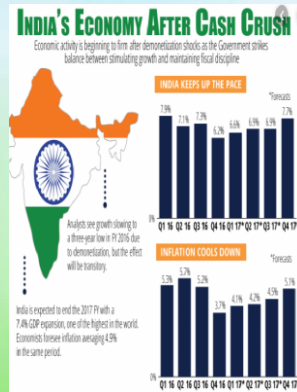 INDIA'S ECONOMY AFTER CASH CRUSH
Economic activity is beginning to firm after demonetization shocks as the Government strikes
balance between stimulating growth and maintaining fiscal discipline
INDIA KEEPS UP THE PACE
*Forecasts
7.9%
7.1%
7.3%
6.2%
6.6%
6.9%
6.9%
7.7%
0%
Q1 16 Q2 16 Q3 16 Q4 16 Q1 17* Q2 17* Q3 17* Q4 17
Analysts see growth slowing to
a three-year low in FY 2016 due
to demonetization, but the effect
will be transitory.
INFLATION COOLS DOWN
*Forecasts
5.3%
5.7%
5.2%
3.7%
4.1%
4.2%
4.5%
5.1%
0%
Q1 16 Q2 16 Q3 16 Q4 16 Q1 17* Q2 17* Q3 17* Q4 17
India is expected to end the 2017 FY with a
7.4% GDP expansion, one of the highest in the world.
Economists foresee inflation averaging 4.9%
in the same period.